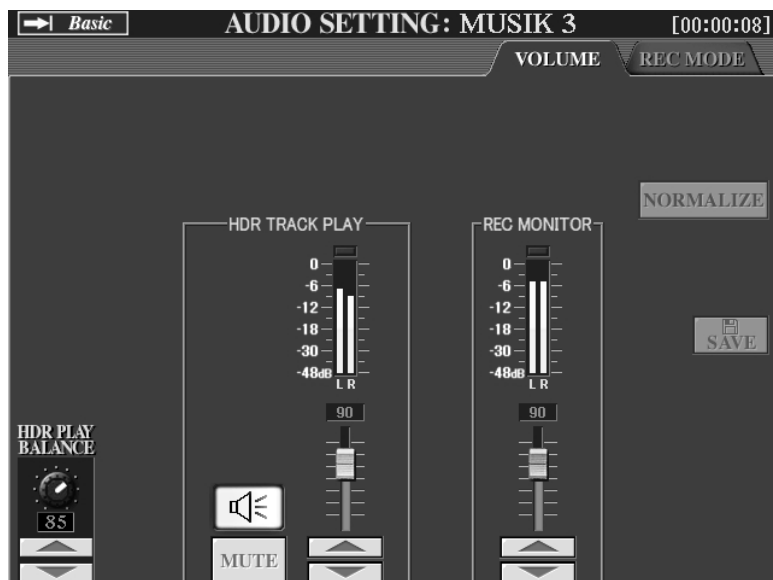 Basic
AUDIO SETTING: MUSIK 3
[00:00:08]
VOLUME
REC MODE
NORMALIZE
HDR TRACK PLAY
REC MONITOR
0
-6
-12
-18
-30
-48dB
L R
0
-6
-12
-18
-30
-48dB
L R
SAVE
90
90
HDR PLAY
BALANCE
85
MUTE